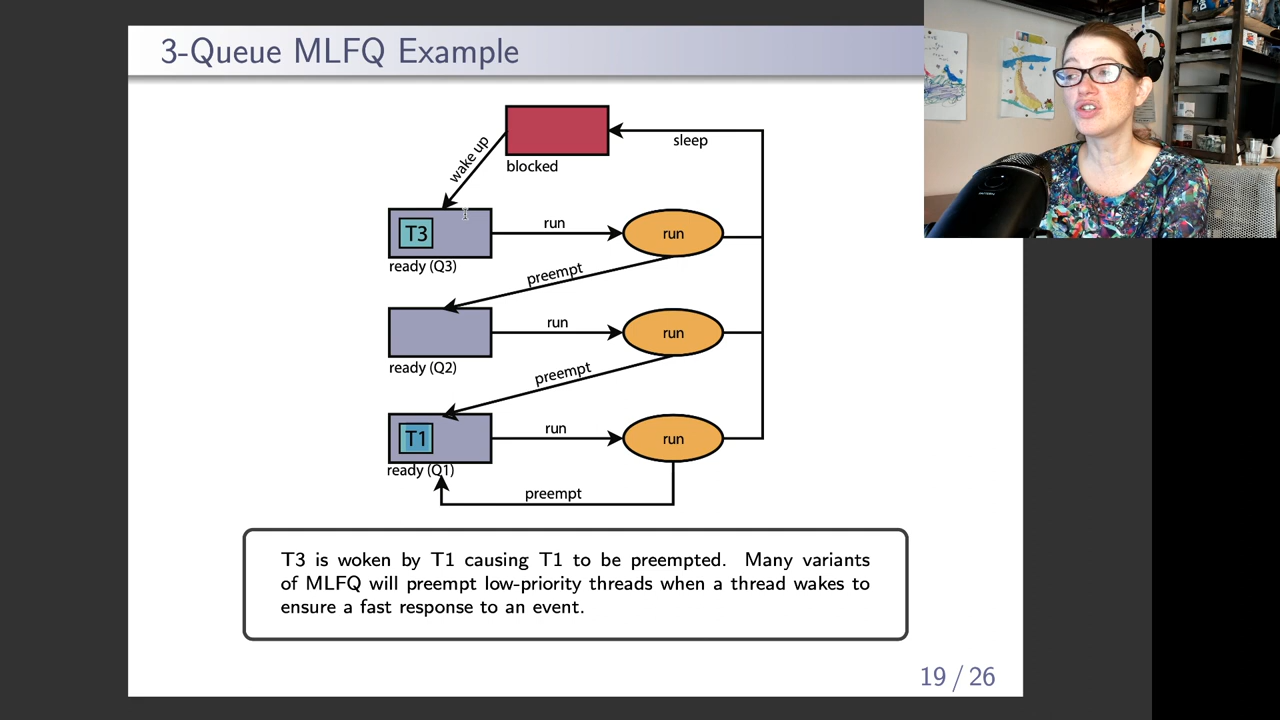 3-Queue MLFQ Example
sleep
blocked
wake up
T3
run
run
ready (Q3)
preempt
run
run
ready (Q2)
preempt
T1
run
run
ready (Q1)
preempt
T3 is woken by T1 causing T1 to be preempted. Many variants
of MLFQ will preempt low-priority threads when a thread wakes to
ensure a fast response to an event.
19 / 26